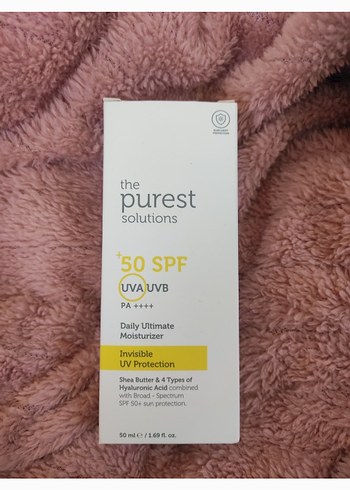 the
purest
solutions
+50 SPF
UVA UVB
PA ++++
Daily Ultimate
Moisturizer
Invisible
UV Protection
Shea Butter & 4 Types of
Hyaluronic Acid combined
with Broad - Spectrum
SPF 50+ sun protection.
50 ml ℮ / 1.69 fl. oz.